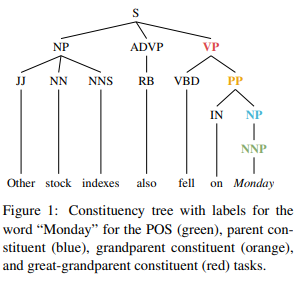 S
NP ADVP VP
JJ NN NNS RB VBD PP
IN NP
NNP
Other stock indexes also fell on Monday
Figure 1: Constituency tree with labels for the
word “Monday” for the POS (green), parent con-
stituent (blue), grandparent constituent (orange),
and great-grandparent constituent (red) tasks.